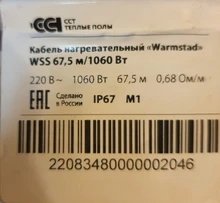 ССТ
ТЕПЛЫЕ ПОЛЫ
Кабель нагревательный «Warmstad»
WSS 67,5 м/1060 Вт
220 В~ 1060 Вт 67,5 м 0,68 Ом/м
EAC Сделано в России IP67 M1
22083480000002046